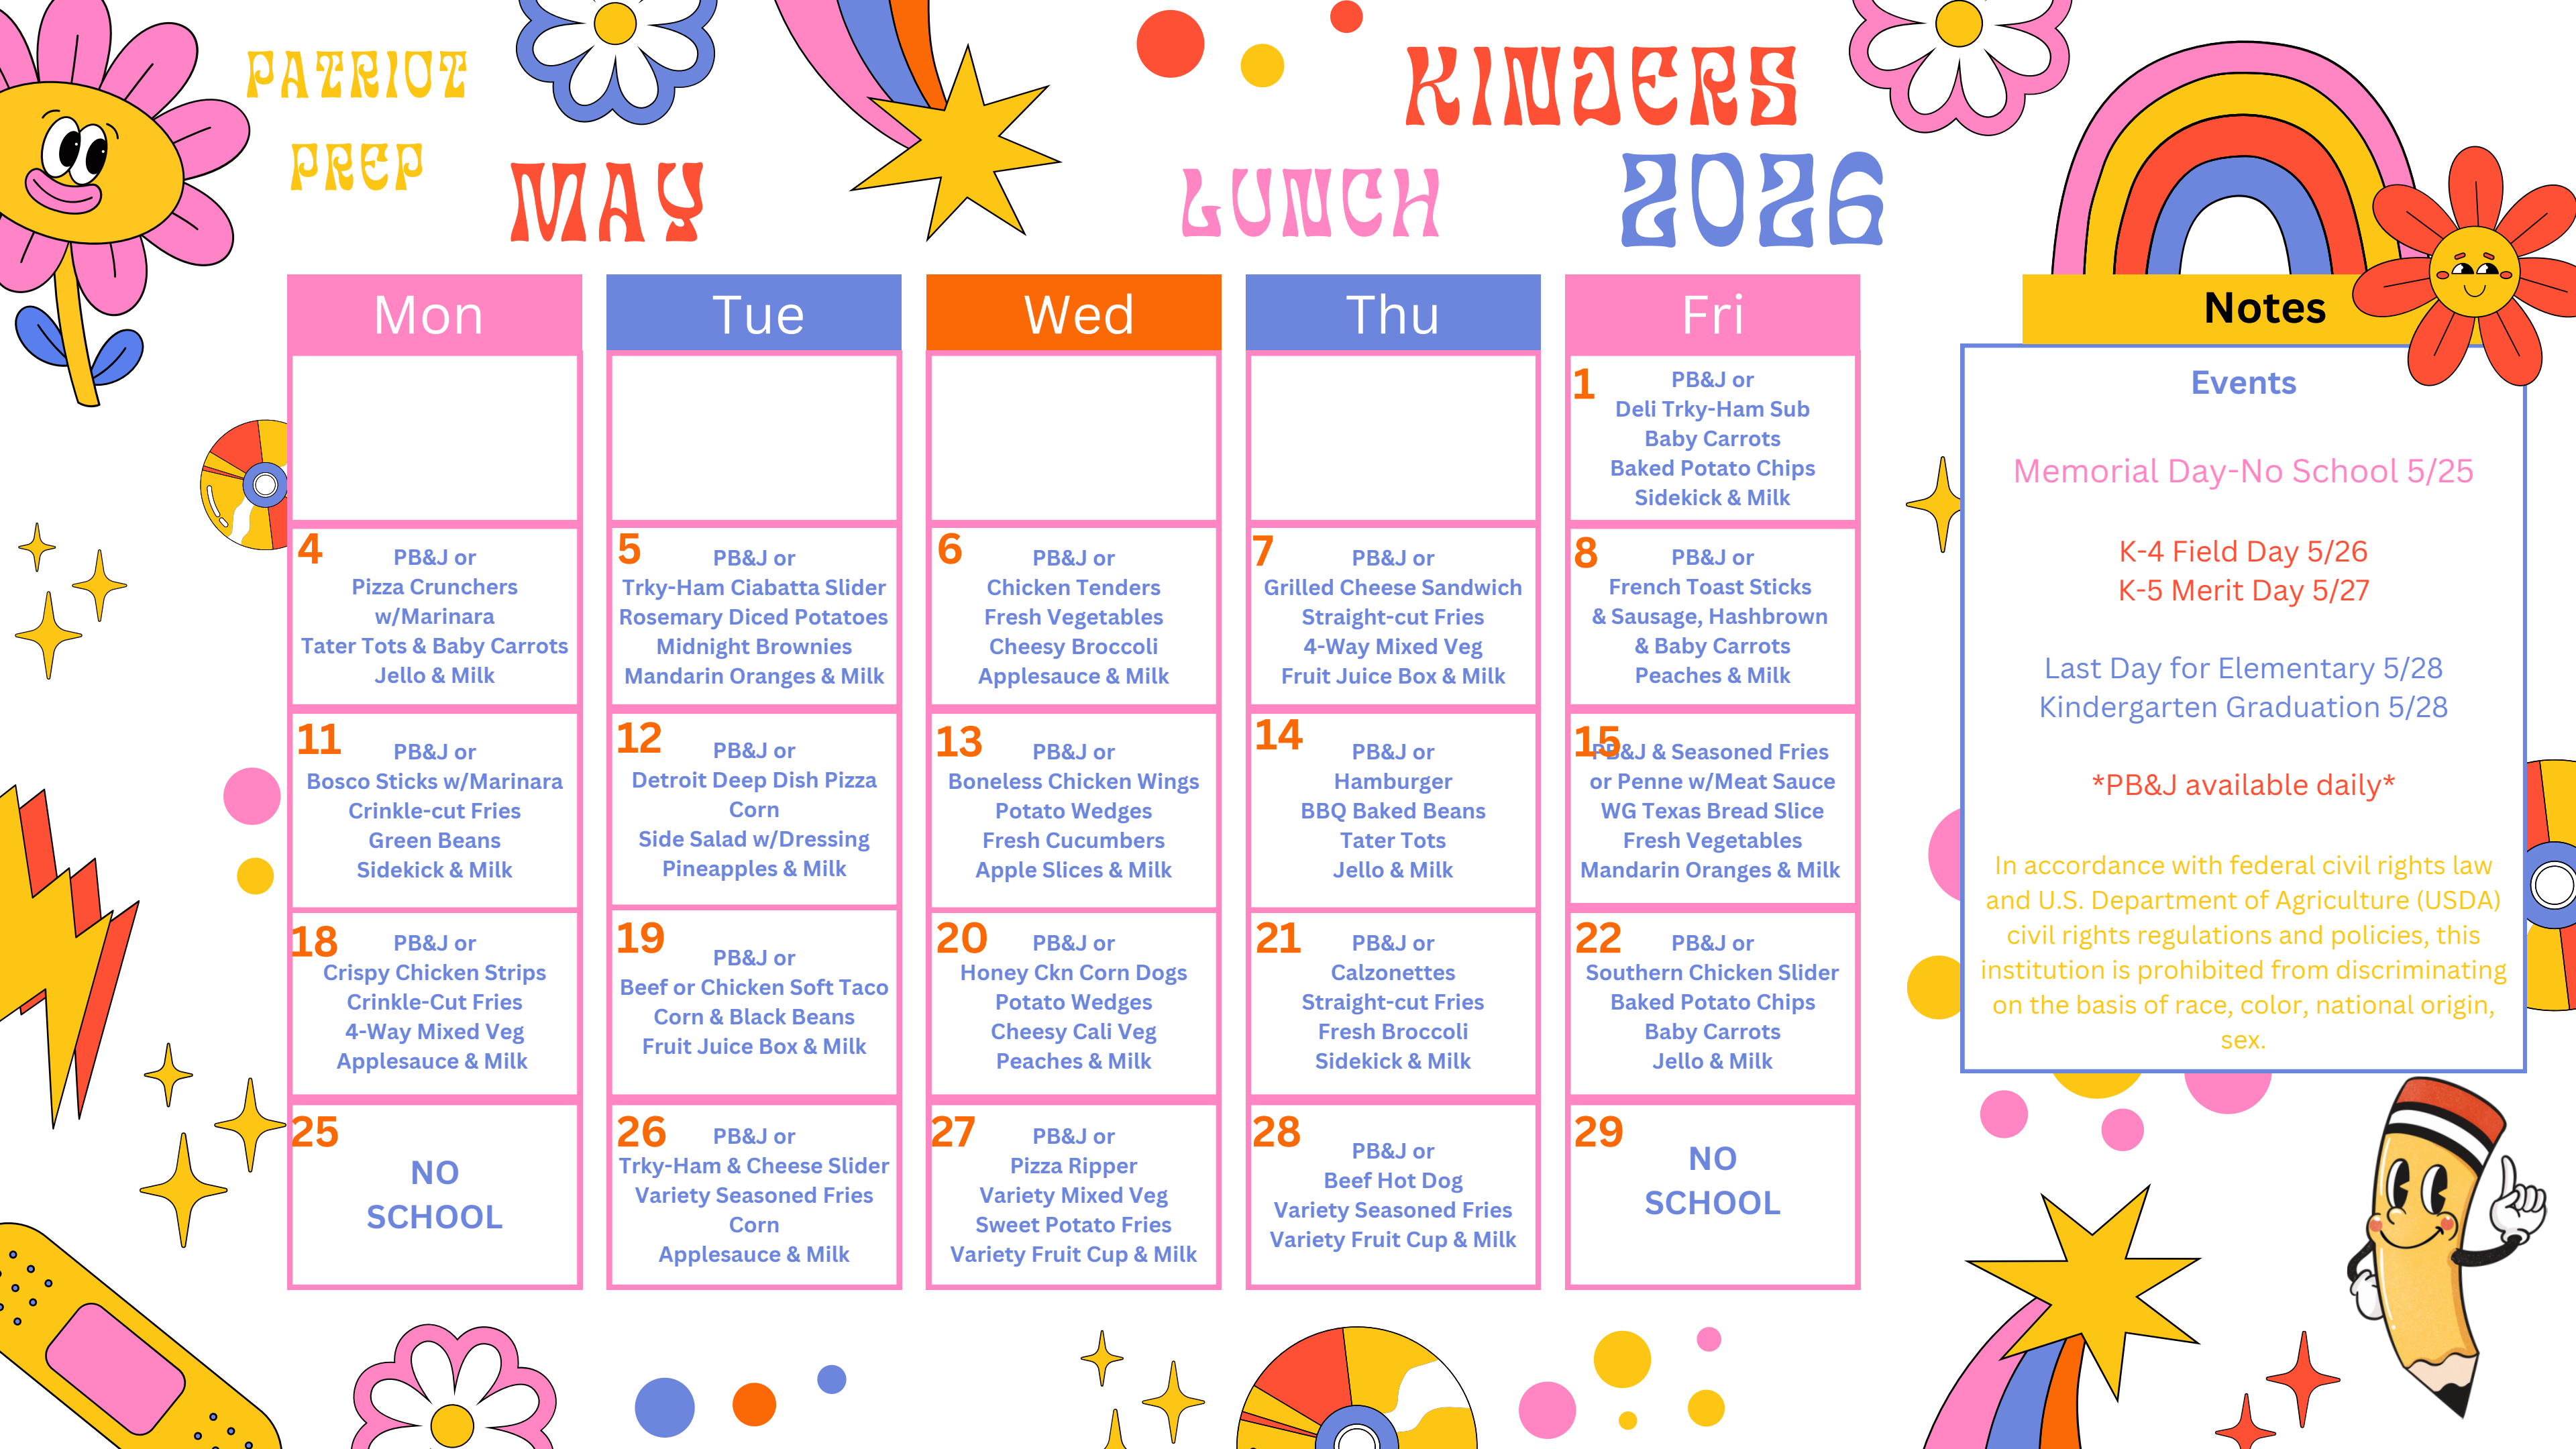 PATRIOT
PREP
MAY
KINDERS
LUNCH
2026
Mon
Tue
Wed
Thu
Fri
1
PB&J or
Deli Trky-Ham Sub
Baby Carrots
Baked Potato Chips
Sidekick & Milk
4
PB&J or
Pizza Crunchers
w/Marinara
Tater Tots & Baby Carrots
Jello & Milk
5
PB&J or
Trky-Ham Ciabatta Slider
Rosemary Diced Potatoes
Midnight Brownies
Mandarin Oranges & Milk
6
PB&J or
Chicken Tenders
Fresh Vegetables
Cheesy Broccoli
Applesauce & Milk
7
PB&J or
Grilled Cheese Sandwich
Straight-cut Fries
4-Way Mixed Veg
Fruit Juice Box & Milk
8
PB&J or
French Toast Sticks
& Sausage, Hashbrown
& Baby Carrots
Peaches & Milk
11
PB&J or
Bosco Sticks w/Marinara
Crinkle-cut Fries
Green Beans
Sidekick & Milk
12
PB&J or
Detroit Deep Dish Pizza
Corn
Side Salad w/Dressing
Pineapples & Milk
13
PB&J or
Boneless Chicken Wings
Potato Wedges
Fresh Cucumbers
Apple Slices & Milk
14
PB&J or
Hamburger
BBQ Baked Beans
Tater Tots
Jello & Milk
15
PB&J & Seasoned Fries
or Penne w/Meat Sauce
WG Texas Bread Slice
Fresh Vegetables
Mandarin Oranges & Milk
18
PB&J or
Crispy Chicken Strips
Crinkle-Cut Fries
4-Way Mixed Veg
Applesauce & Milk
19
PB&J or
Beef or Chicken Soft Taco
Corn & Black Beans
Fruit Juice Box & Milk
20
PB&J or
Honey Ckn Corn Dogs
Potato Wedges
Cheesy Cali Veg
Peaches & Milk
21
PB&J or
Calzonettes
Straight-cut Fries
Fresh Broccoli
Sidekick & Milk
22
PB&J or
Southern Chicken Slider
Baked Potato Chips
Baby Carrots
Jello & Milk
25
NO
SCHOOL
26
PB&J or
Trky-Ham & Cheese Slider
Variety Seasoned Fries
Corn
Applesauce & Milk
27
PB&J or
Pizza Ripper
Variety Mixed Veg
Sweet Potato Fries
Variety Fruit Cup & Milk
28
PB&J or
Beef Hot Dog
Variety Seasoned Fries
Variety Fruit Cup & Milk
29
NO
SCHOOL
Notes
Events
Memorial Day-No School 5/25
K-4 Field Day 5/26
K-5 Merit Day 5/27
Last Day for Elementary 5/28
Kindergarten Graduation 5/28
*PB&J available daily*
In accordance with federal civil rights law
and U.S. Department of Agriculture (USDA)
civil rights regulations and policies, this
institution is prohibited from discriminating
on the basis of race, color, national origin,
sex.